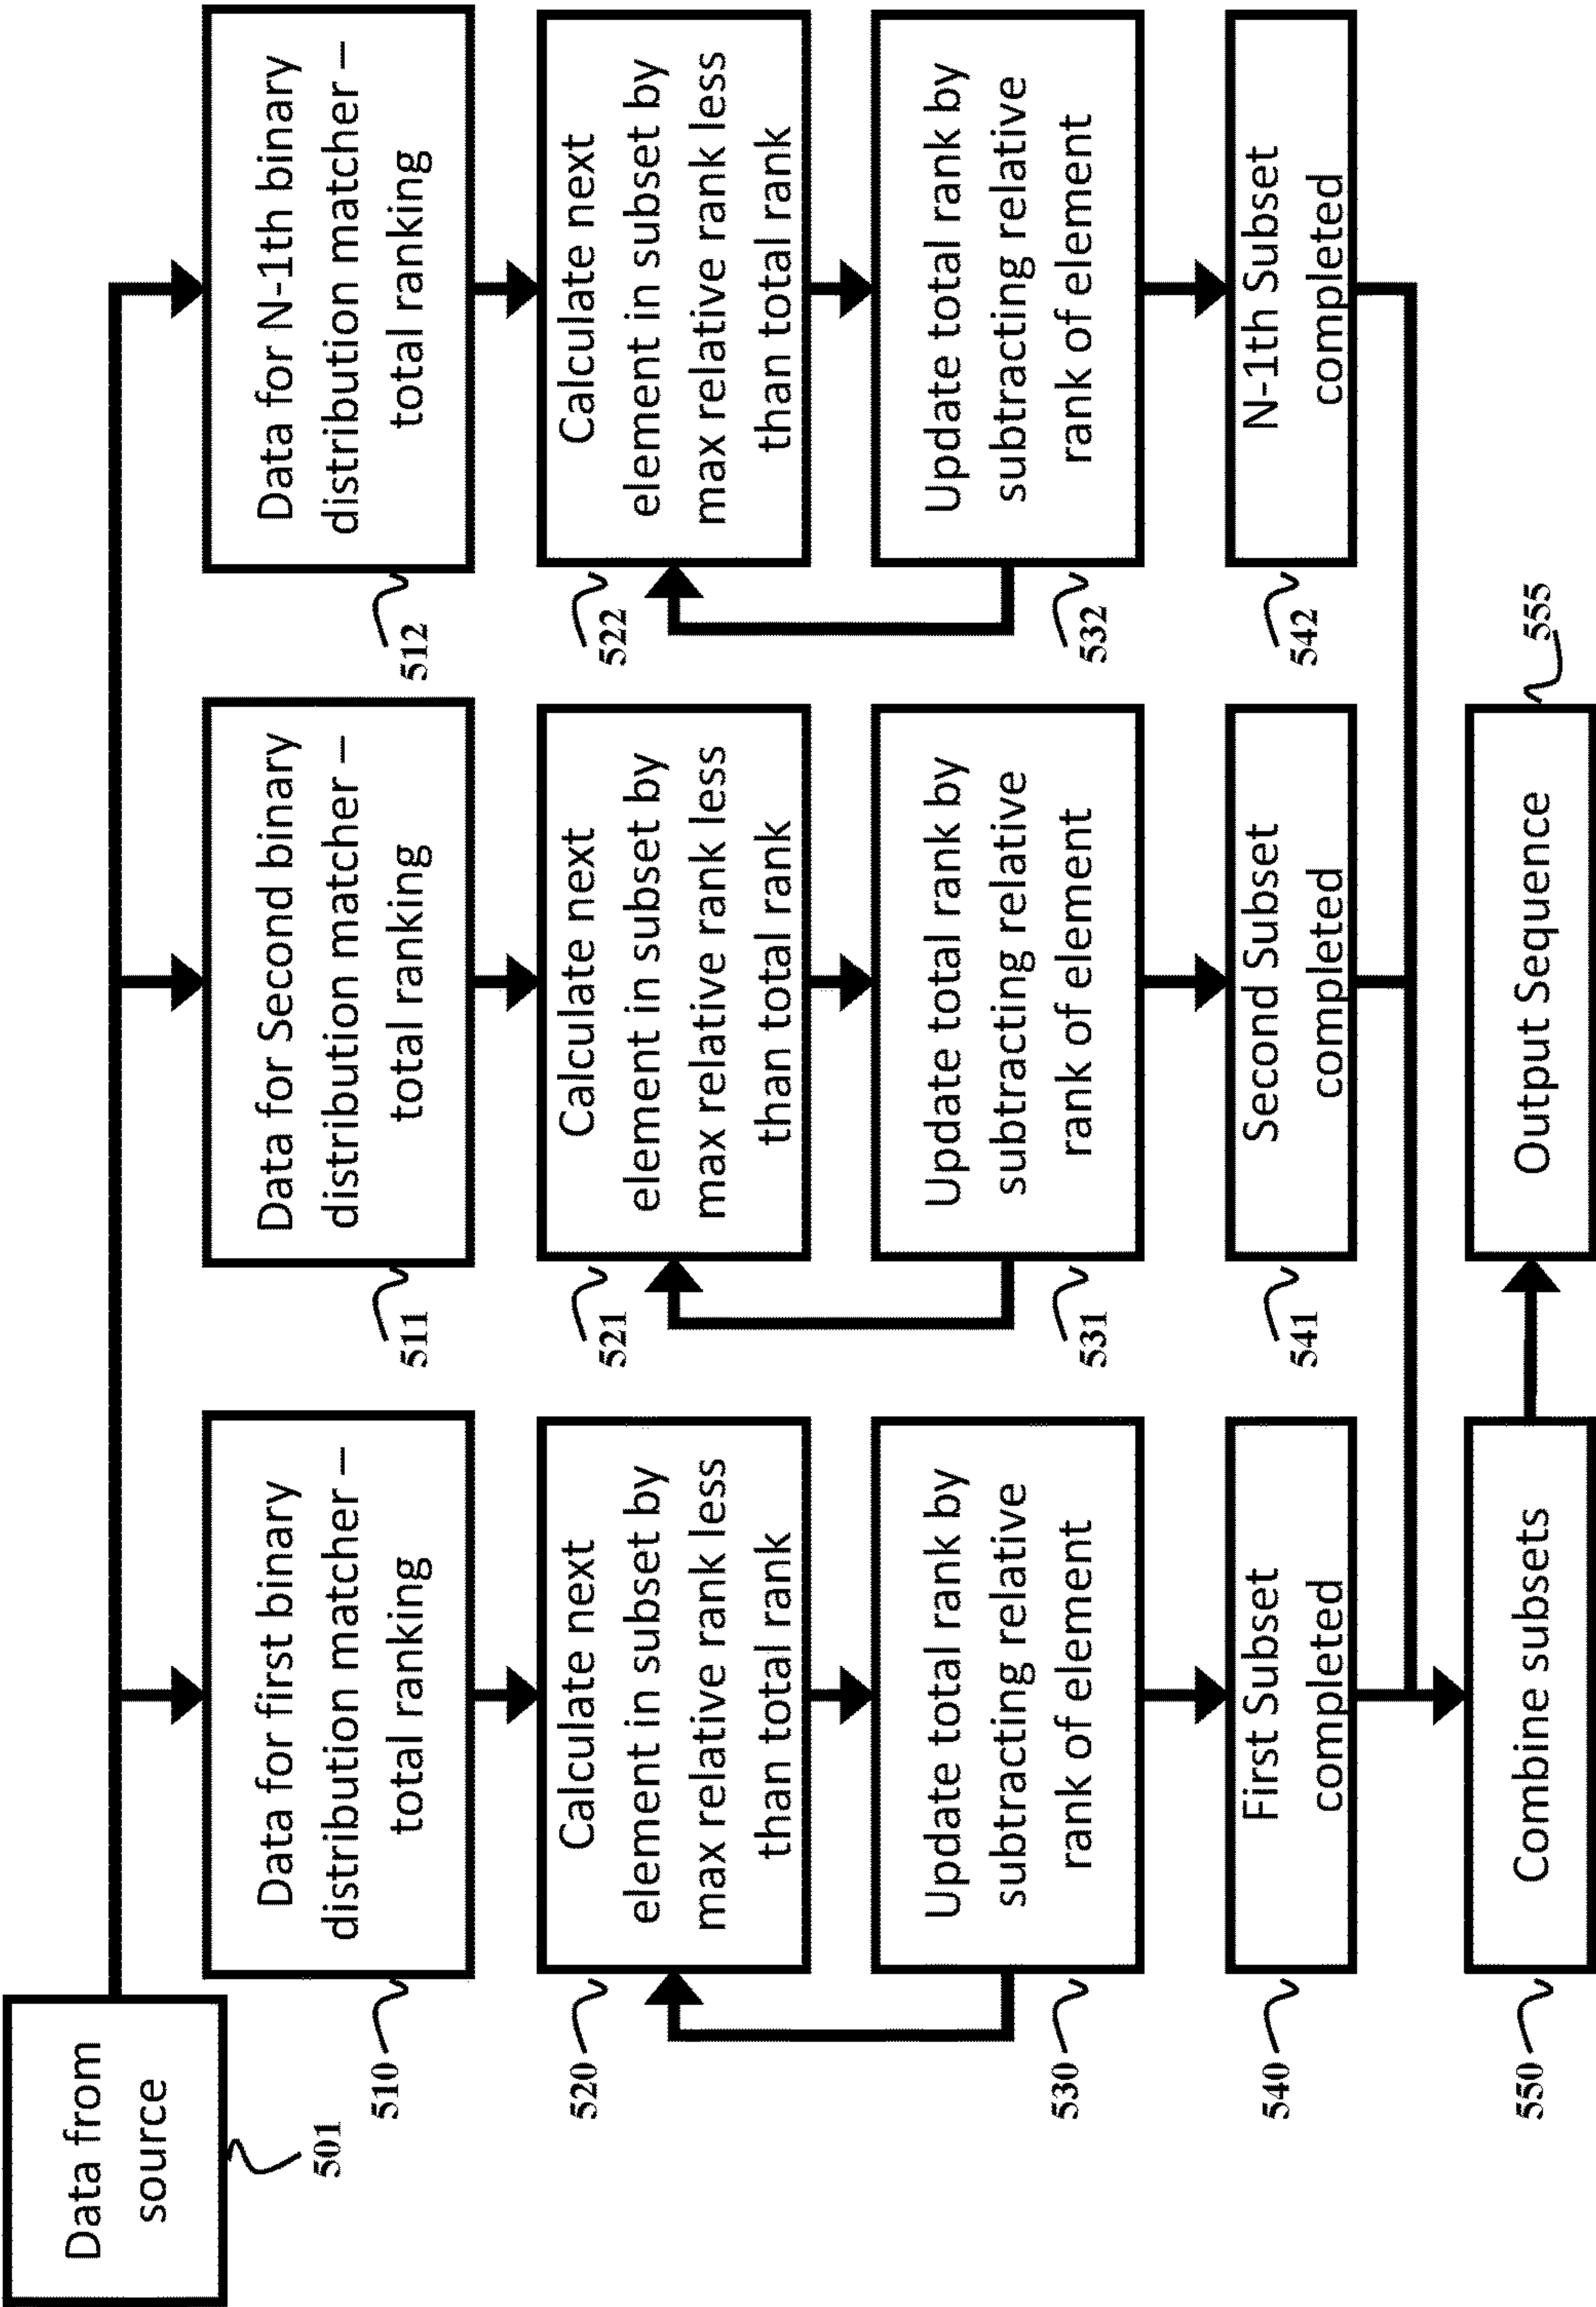 Data from
source
501
Data for first binary
distribution matcher –
total ranking
510
Data for Second binary
distribution matcher –
total ranking
511
Data for N-1th binary
distribution matcher –
total ranking
512
Calculate next
element in subset by
max relative rank less
than total rank
520
Calculate next
element in subset by
max relative rank less
than total rank
521
Calculate next
element in subset by
max relative rank less
than total rank
522
Update total rank by
subtracting relative
rank of element
530
Update total rank by
subtracting relative
rank of element
531
Update total rank by
subtracting relative
rank of element
532
First Subset
completed
540
Second Subset
completed
541
N-1th Subset
completed
542
Combine subsets
550
Output Sequence
555